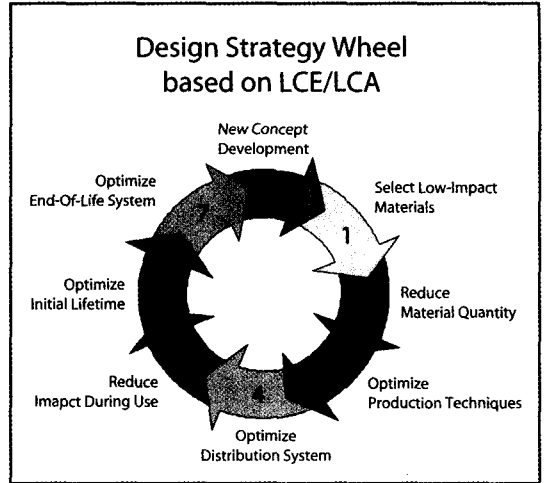 Design Strategy Wheel
based on LCE/LCA
New Concept
Development
Select Low-Impact
Materials
1
Reduce
Material Quantity
Optimize
Production Techniques
4
Optimize
Distribution System
Reduce
Imapct During Use
Optimize
Initial Lifetime
7
Optimize
End-Of-Life System